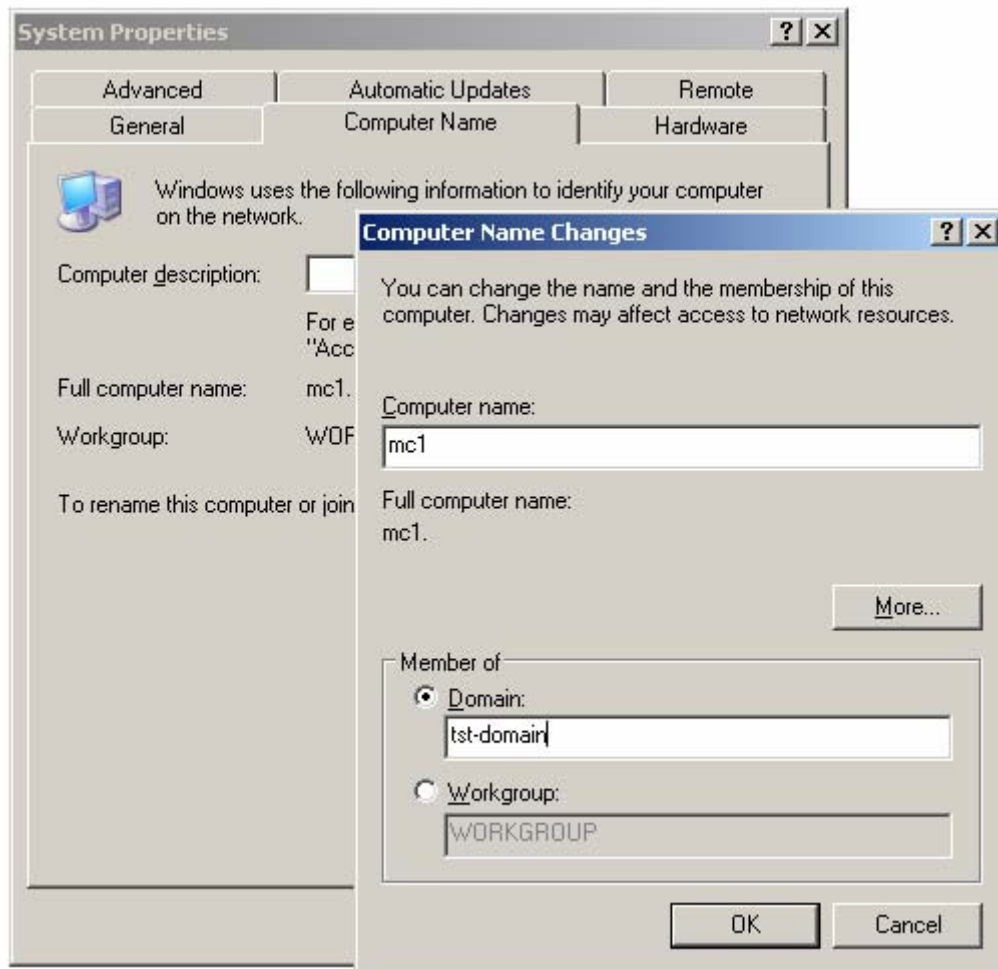 System Properties
Advanced
Automatic Updates
Remote
General
Computer Name
Hardware
Windows uses the following information to identify your computer
on the network.
Computer description:
For e
"Acc
Full computer name:
mc1.
Workgroup:
WOR
To rename this computer or join
Computer Name Changes
You can change the name and the membership of this
computer. Changes may affect access to network resources.
Computer name:
mc1
Full computer name:
mc1.
More...
Member of
Domain:
tst-domain
Workgroup:
WORKGROUP
OK
Cancel